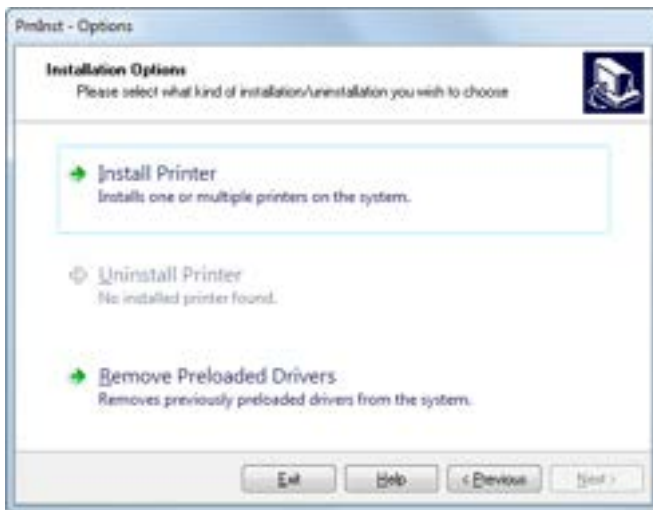 PrnInst - Options
Installation Options
Please select what kind of installation/uninstallation you wish to choose
Install Printer
Installs one or multiple printers on the system.
Uninstall Printer
No installed printer found.
Remove Preloaded Drivers
Removes previously preloaded drivers from the system.
Exit
Help
< Previous
Next >